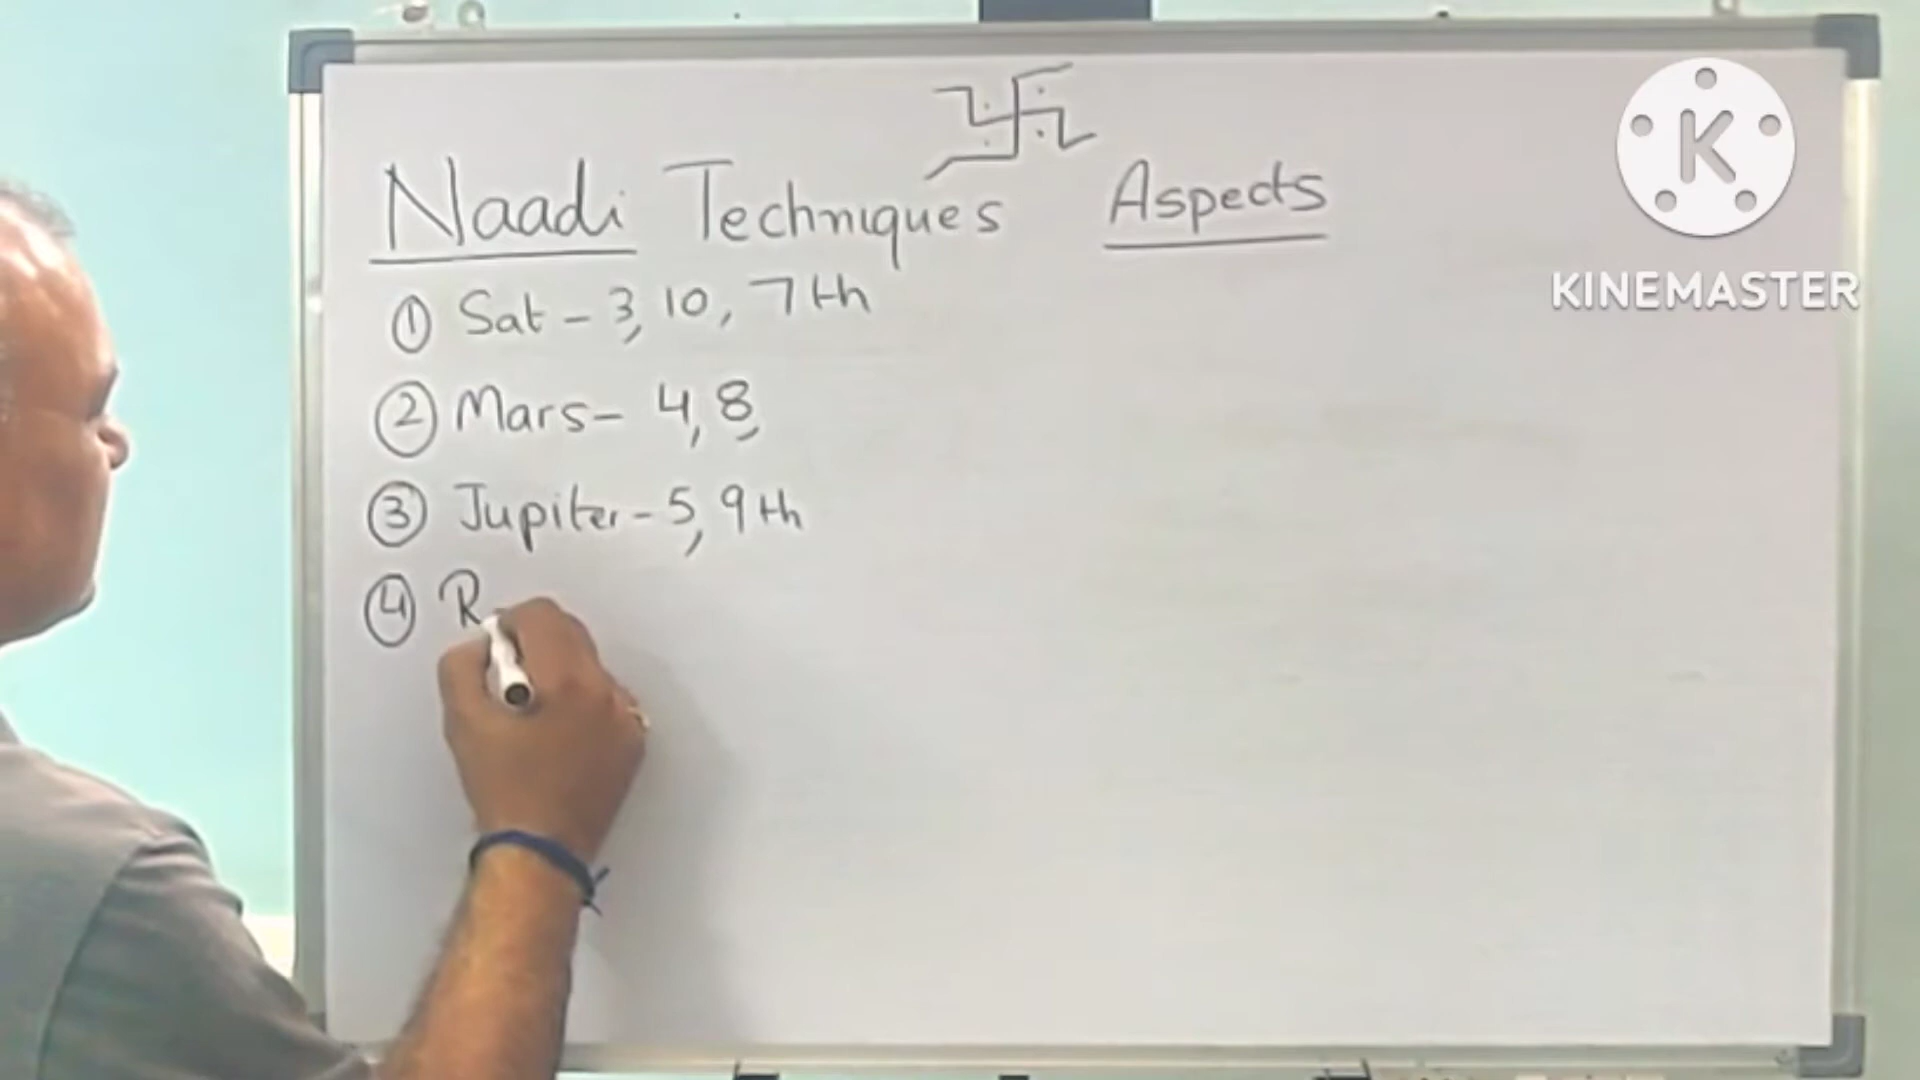 Naadi Techniques Aspects
① Sat - 3, 10, 7th
② Mars - 4, 8,
③ Jupiter - 5, 9th
④ R
K
KINEMASTER